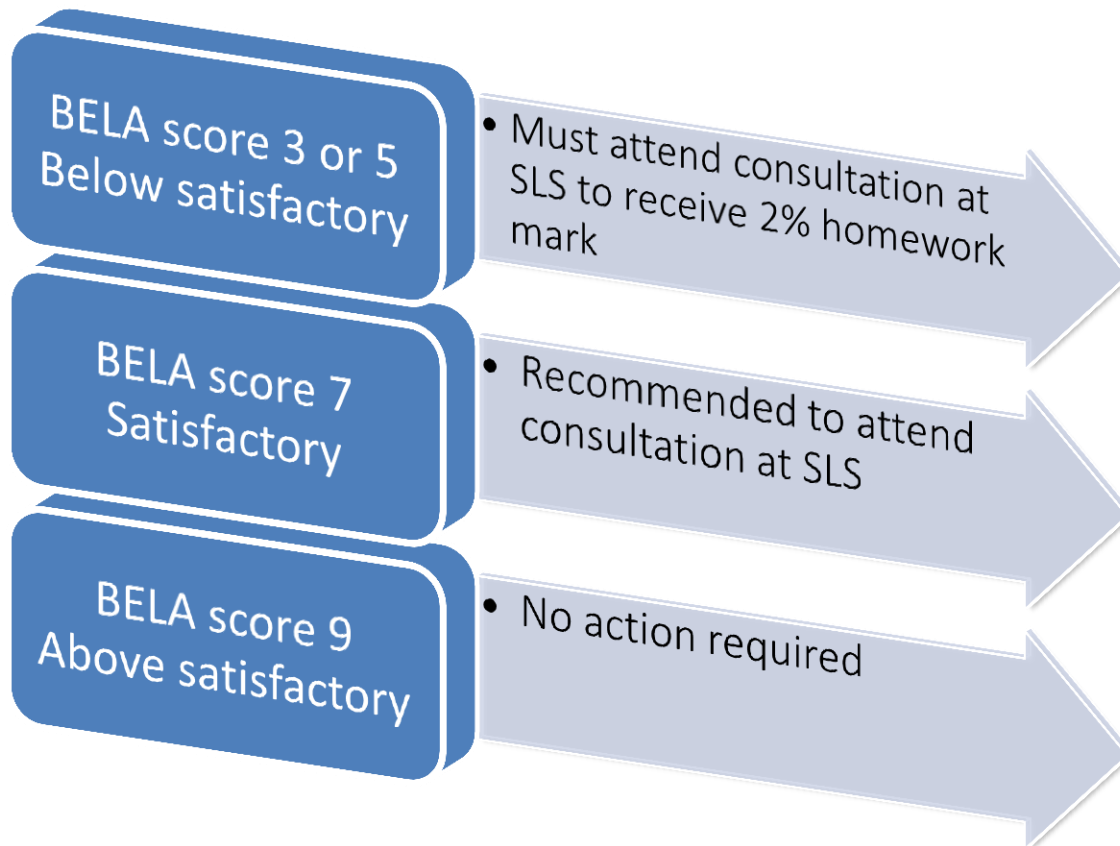 BELA score 3 or 5
Below satisfactory
• Must attend consultation at
SLS to receive 2% homework
mark
BELA score 7
Satisfactory
• Recommended to attend
consultation at SLS
BELA score 9
Above satisfactory
• No action required